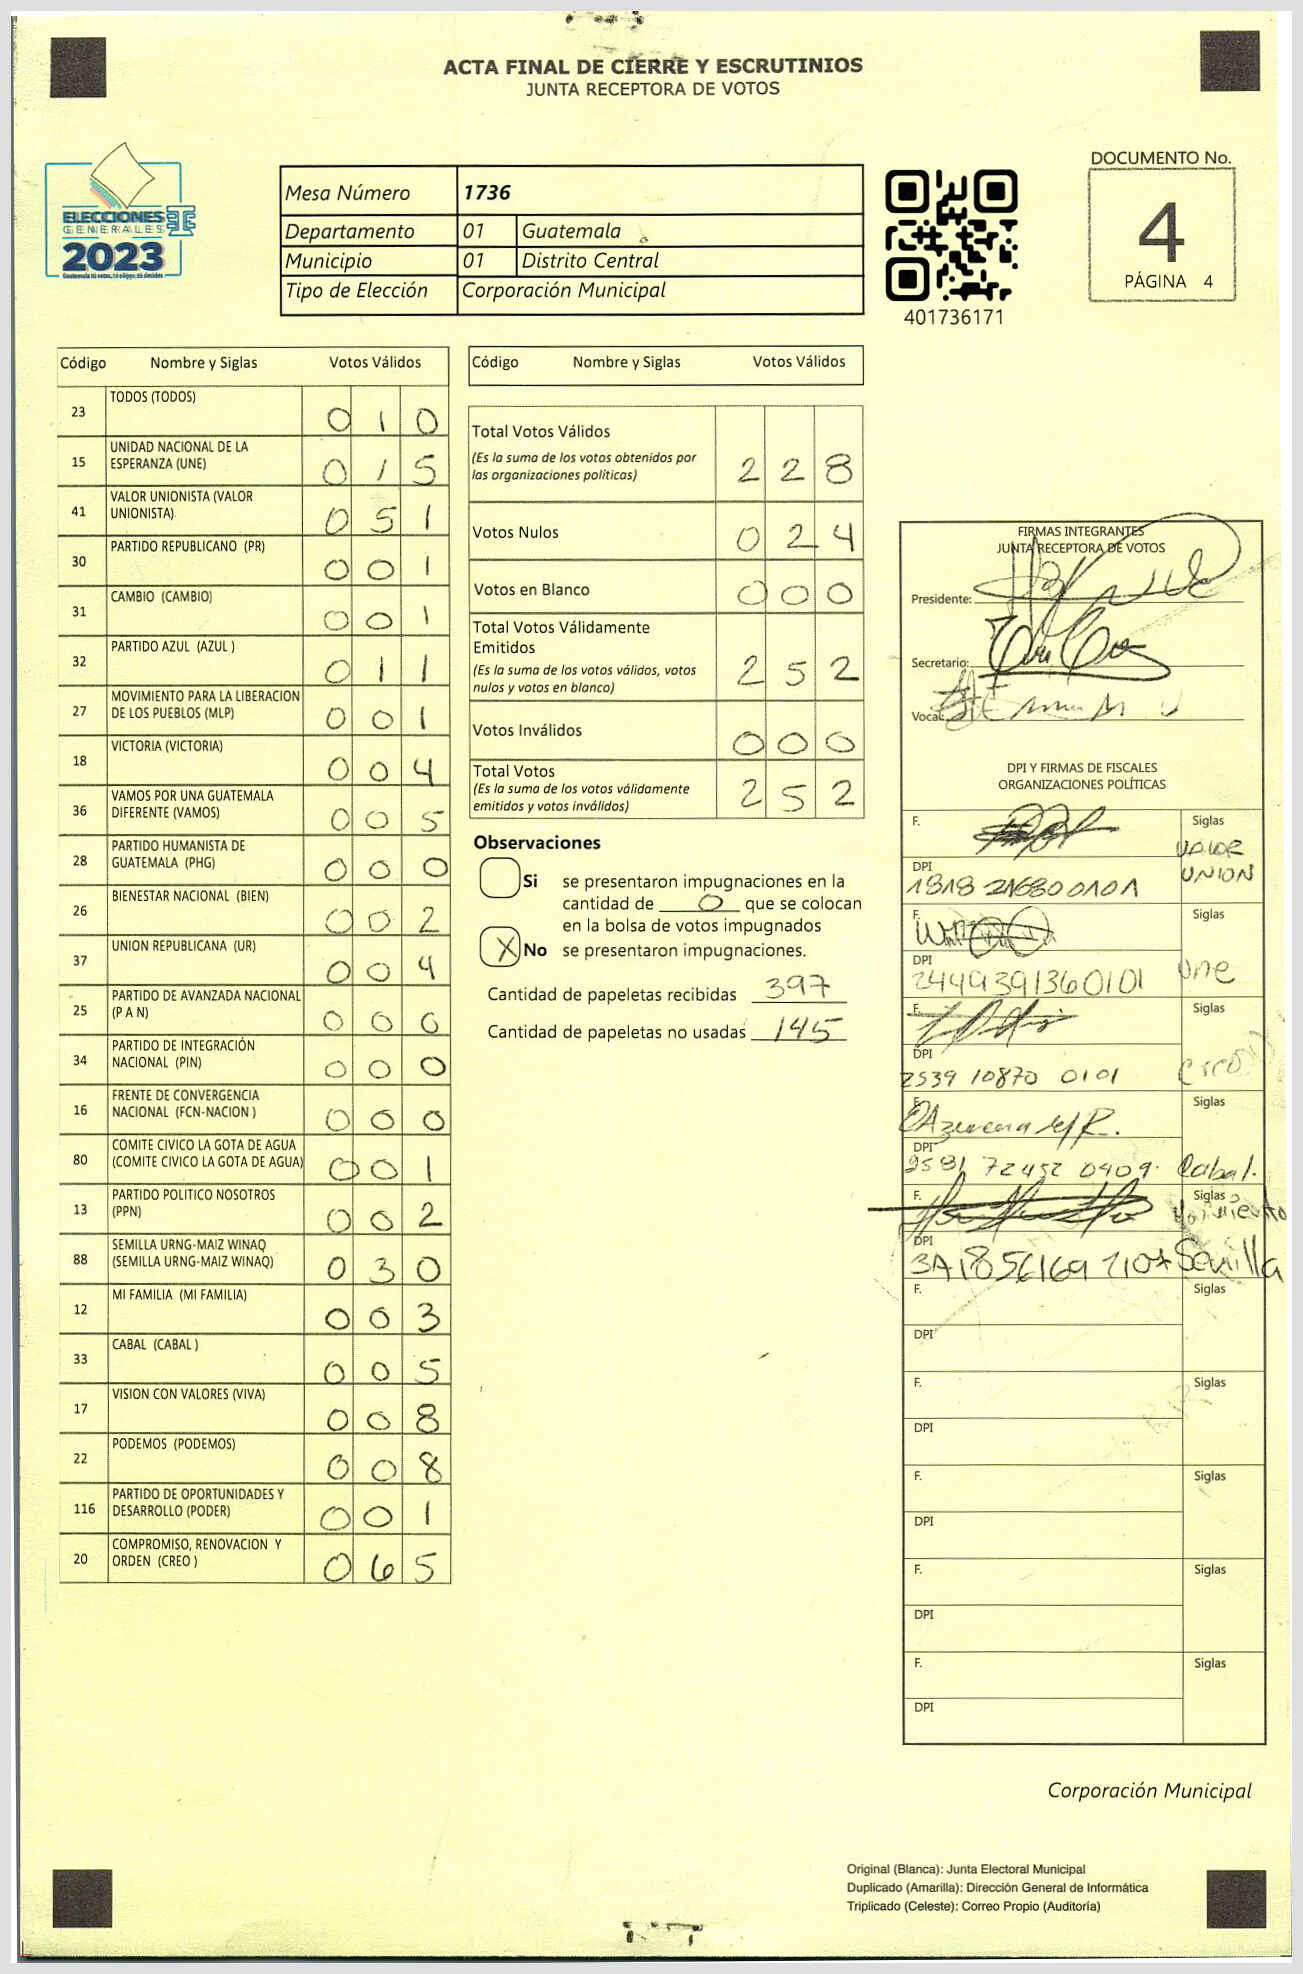 ACTA FINAL DE CIERRE Y ESCRUTINIOS
JUNTA RECEPTORA DE VOTOS
ELECCIONES
GENERALES
2023
Guatemala tú votas, tú eliges, tú decides
Mesa Número 1736
Departamento 01 Guatemala
Municipio 01 Distrito Central
Tipo de Elección Corporación Municipal
401736171
DOCUMENTO No.
4
PÁGINA 4
Código Nombre y Siglas Votos Válidos
23 TODOS (TODOS) 0 1 0
15 UNIDAD NACIONAL DE LA ESPERANZA (UNE) 0 1 5
41 VALOR UNIONISTA (VALOR UNIONISTA) 0 5 1
30 PARTIDO REPUBLICANO (PR) 0 0 1
31 CAMBIO (CAMBIO) 0 0 1
32 PARTIDO AZUL (AZUL ) 0 1 1
27 MOVIMIENTO PARA LA LIBERACION DE LOS PUEBLOS (MLP) 0 0 1
18 VICTORIA (VICTORIA) 0 0 4
36 VAMOS POR UNA GUATEMALA DIFERENTE (VAMOS) 0 0 5
28 PARTIDO HUMANISTA DE GUATEMALA (PHG) 0 0 0
26 BIENESTAR NACIONAL (BIEN) 0 0 2
37 UNION REPUBLICANA (UR) 0 0 4
25 PARTIDO DE AVANZADA NACIONAL (P A N) 0 0 0
34 PARTIDO DE INTEGRACIÓN NACIONAL (PIN) 0 0 0
16 FRENTE DE CONVERGENCIA NACIONAL (FCN-NACION ) 0 0 0
80 COMITE CIVICO LA GOTA DE AGUA (COMITE CIVICO LA GOTA DE AGUA) 0 0 1
13 PARTIDO POLITICO NOSOTROS (PPN) 0 0 2
88 SEMILLA URNG-MAIZ WINAQ (SEMILLA URNG-MAIZ WINAQ) 0 3 0
12 MI FAMILIA (MI FAMILIA) 0 0 3
33 CABAL (CABAL ) 0 0 5
17 VISION CON VALORES (VIVA) 0 0 8
22 PODEMOS (PODEMOS) 0 0 8
116 PARTIDO DE OPORTUNIDADES Y DESARROLLO (PODER) 0 0 1
20 COMPROMISO, RENOVACION Y ORDEN (CREO ) 0 6 5
Código Nombre y Siglas Votos Válidos
Total Votos Válidos 2 2 8
(Es la suma de los votos obtenidos por
las organizaciones políticas)
Votos Nulos 0 2 4
Votos en Blanco 0 0 0
Total Votos Válidamente
Emitidos
(Es la suma de los votos válidos, votos
nulos y votos en blanco) 2 5 2
Votos Inválidos 0 0 0
Total Votos
(Es la suma de los votos válidamente
emitidos y votos inválidos) 2 5 2
Observaciones
Si se presentaron impugnaciones en la
cantidad de 0 que se colocan
en la bolsa de votos impugnados
X No se presentaron impugnaciones.
Cantidad de papeletas recibidas 397
Cantidad de papeletas no usadas 145
FIRMAS INTEGRANTES
JUNTA RECEPTORA DE VOTOS
Presidente:
Secretario:
Vocal:
DPI Y FIRMAS DE FISCALES
ORGANIZACIONES POLÍTICAS
F. Siglas
VALOR
UNION
DPI
1818 21680 0101
F. Siglas
DPI
2449391360101 une
F. Siglas
DPI
2539 10870 0101 Creo
F. Siglas
DPI
72452 0909 Cabal.
F. Siglas
DPI
Semilla
F. Siglas
DPI
F. Siglas
DPI
F. Siglas
DPI
F. Siglas
DPI
F. Siglas
DPI
Corporación Municipal
Original (Blanca): Junta Electoral Municipal
Duplicado (Amarilla): Dirección General de Informática
Triplicado (Celeste): Correo Propio (Auditoría)